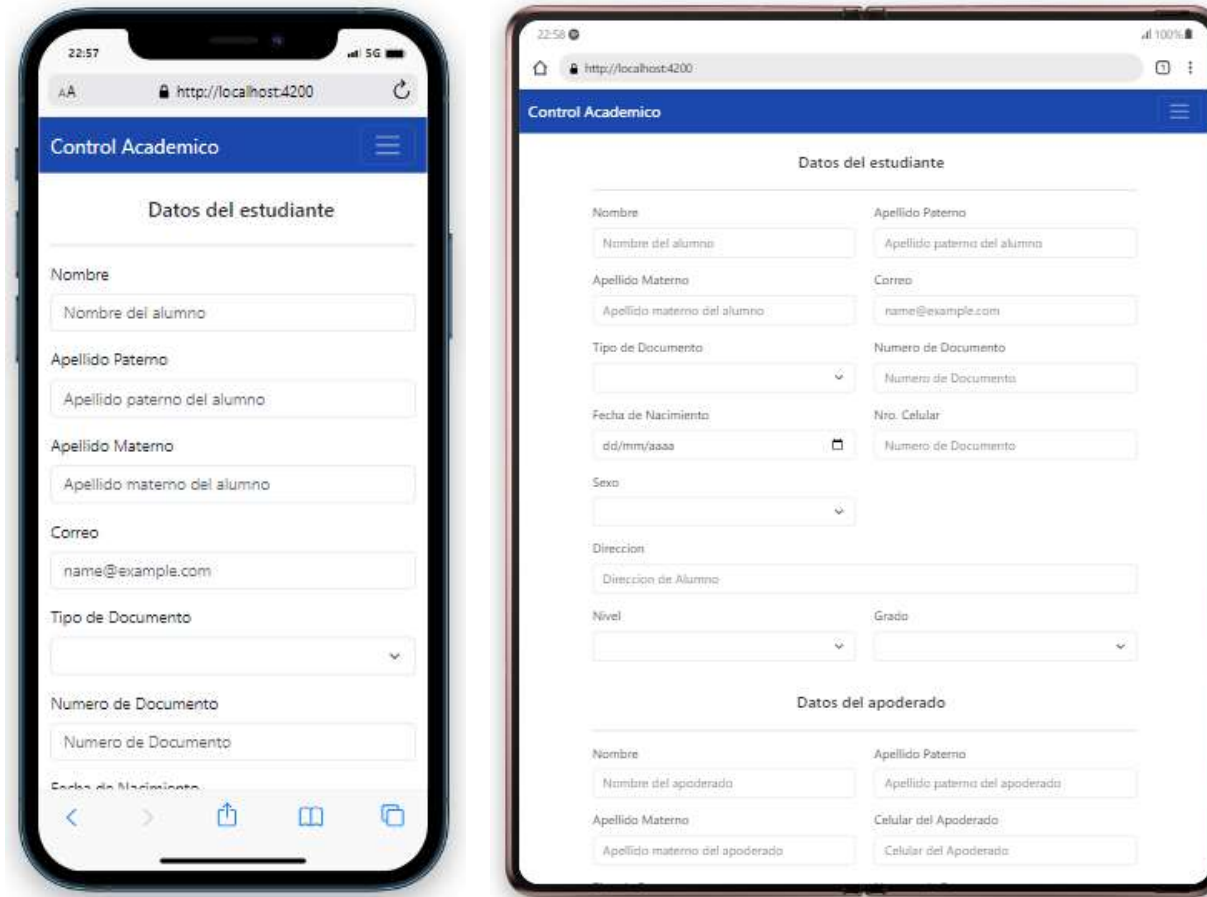 22:57
5G
AA
http://localhost:4200
Control Academico
Datos del estudiante
Nombre
Nombre del alumno
Apellido Paterno
Apellido paterno del alumno
Apellido Materno
Apellido materno del alumno
Correo
name@example.com
Tipo de Documento
Numero de Documento
Numero de Documento
Fecha de Nacimiento
22:58
100%
http://localhost:4200
Control Academico
Datos del estudiante
Nombre Apellido Paterno
Nombre del alumno Apellido paterno del alumno
Apellido Materno Correo
Apellido materno del alumno name@example.com
Tipo de Documento Numero de Documento
Numero de Documento
Fecha de Nacimiento Nro. Celular
dd/mm/aaaa Numero de Documento
Sexo
Direccion
Direccion de Alumno
Nivel Grado
Datos del apoderado
Nombre Apellido Paterno
Nombre del apoderado Apellido paterno del apoderado
Apellido Materno Celular del Apoderado
Apellido materno del apoderado Celular del Apoderado